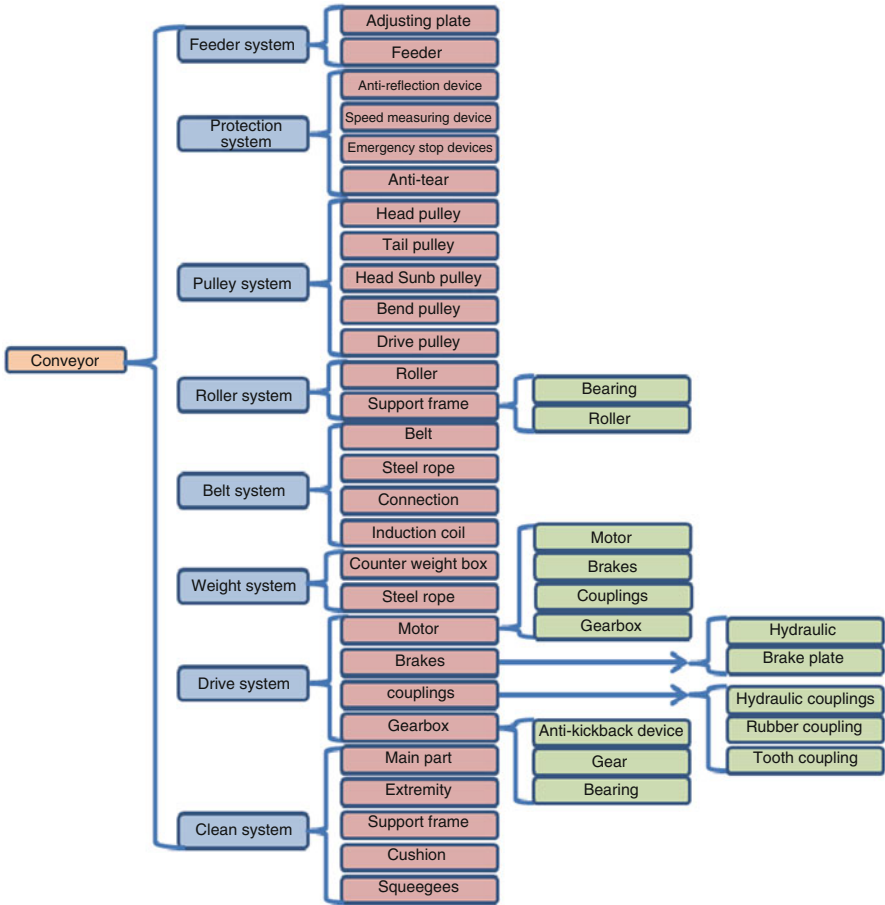 Conveyor
Feeder system
Adjusting plate
Feeder
Protection
system
Anti-reflection device
Speed measuring device
Emergency stop devices
Anti-tear
Pulley system
Head pulley
Tail pulley
Head Sunb pulley
Bend pulley
Drive pulley
Roller system
Roller
Support frame
Bearing
Roller
Belt system
Belt
Steel rope
Connection
Induction coil
Weight system
Counter weight box
Steel rope
Drive system
Motor
Motor
Brakes
Couplings
Gearbox
Brakes
Hydraulic
Brake plate
couplings
Hydraulic couplings
Rubber coupling
Tooth coupling
Gearbox
Anti-kickback device
Gear
Bearing
Clean system
Main part
Extremity
Support frame
Cushion
Squeegees